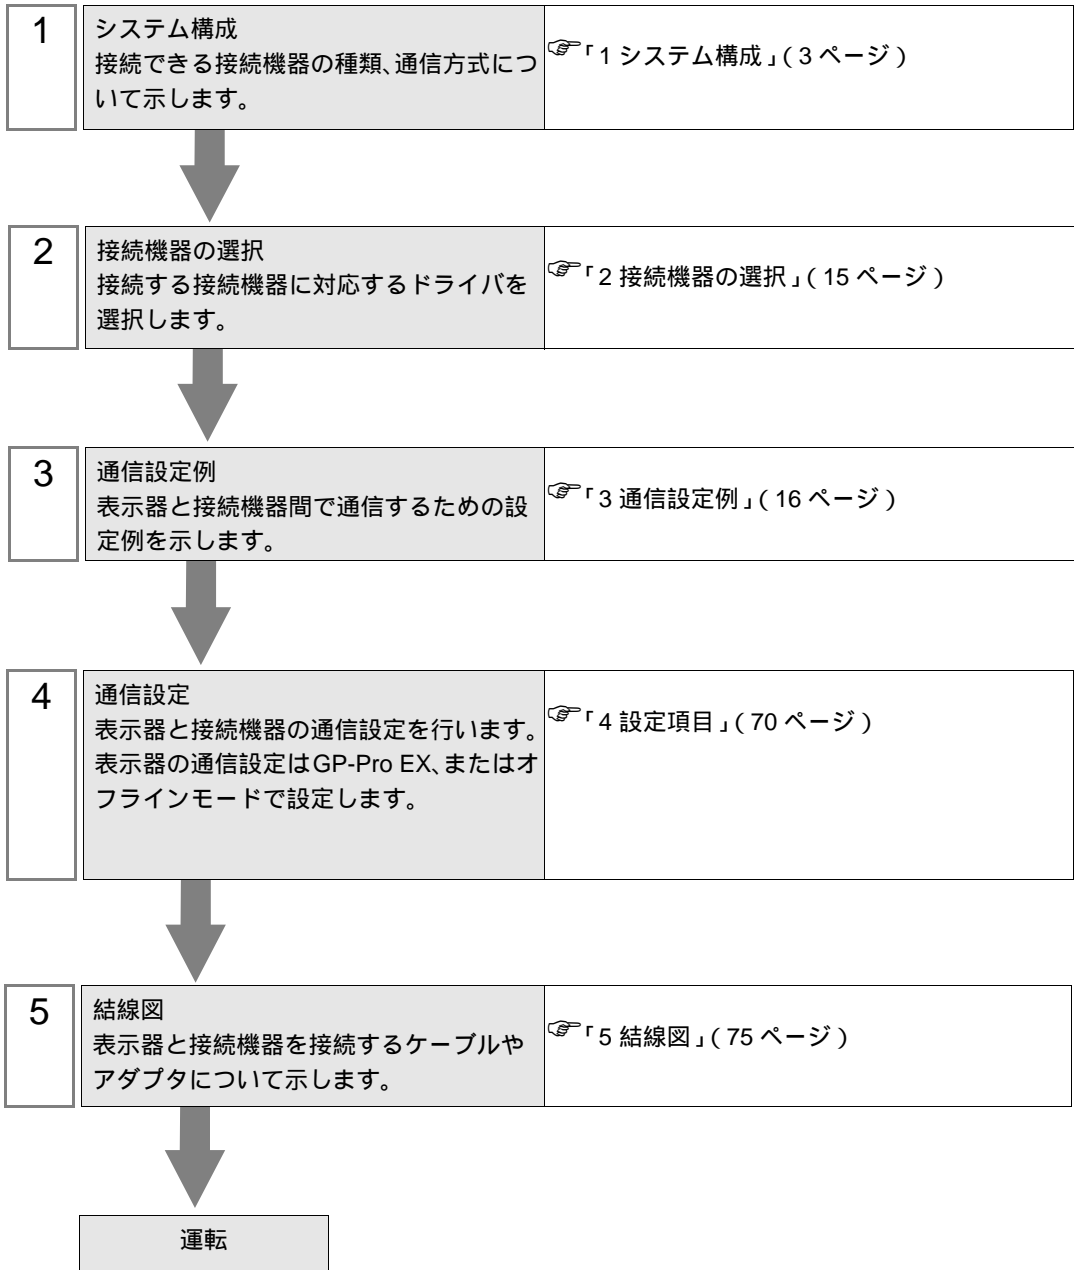 1
システム構成
接続できる接続機器の種類、通信方式につ
いて示します。
「1 システム構成」( 3 ページ )
2
接続機器の選択
接続する接続機器に対応するドライバを
選択します。
「2 接続機器の選択」( 15 ページ )
3
通信設定例
表示器と接続機器間で通信するための設
定例を示します。
「3 通信設定例」( 16 ページ )
4
通信設定
表示器と接続機器の通信設定を行います。
表示器の通信設定はGP-Pro EX、またはオ
フラインモードで設定します。
「4 設定項目」( 70 ページ )
5
結線図
表示器と接続機器を接続するケーブルや
アダプタについて示します。
「5 結線図」( 75 ページ )
運転